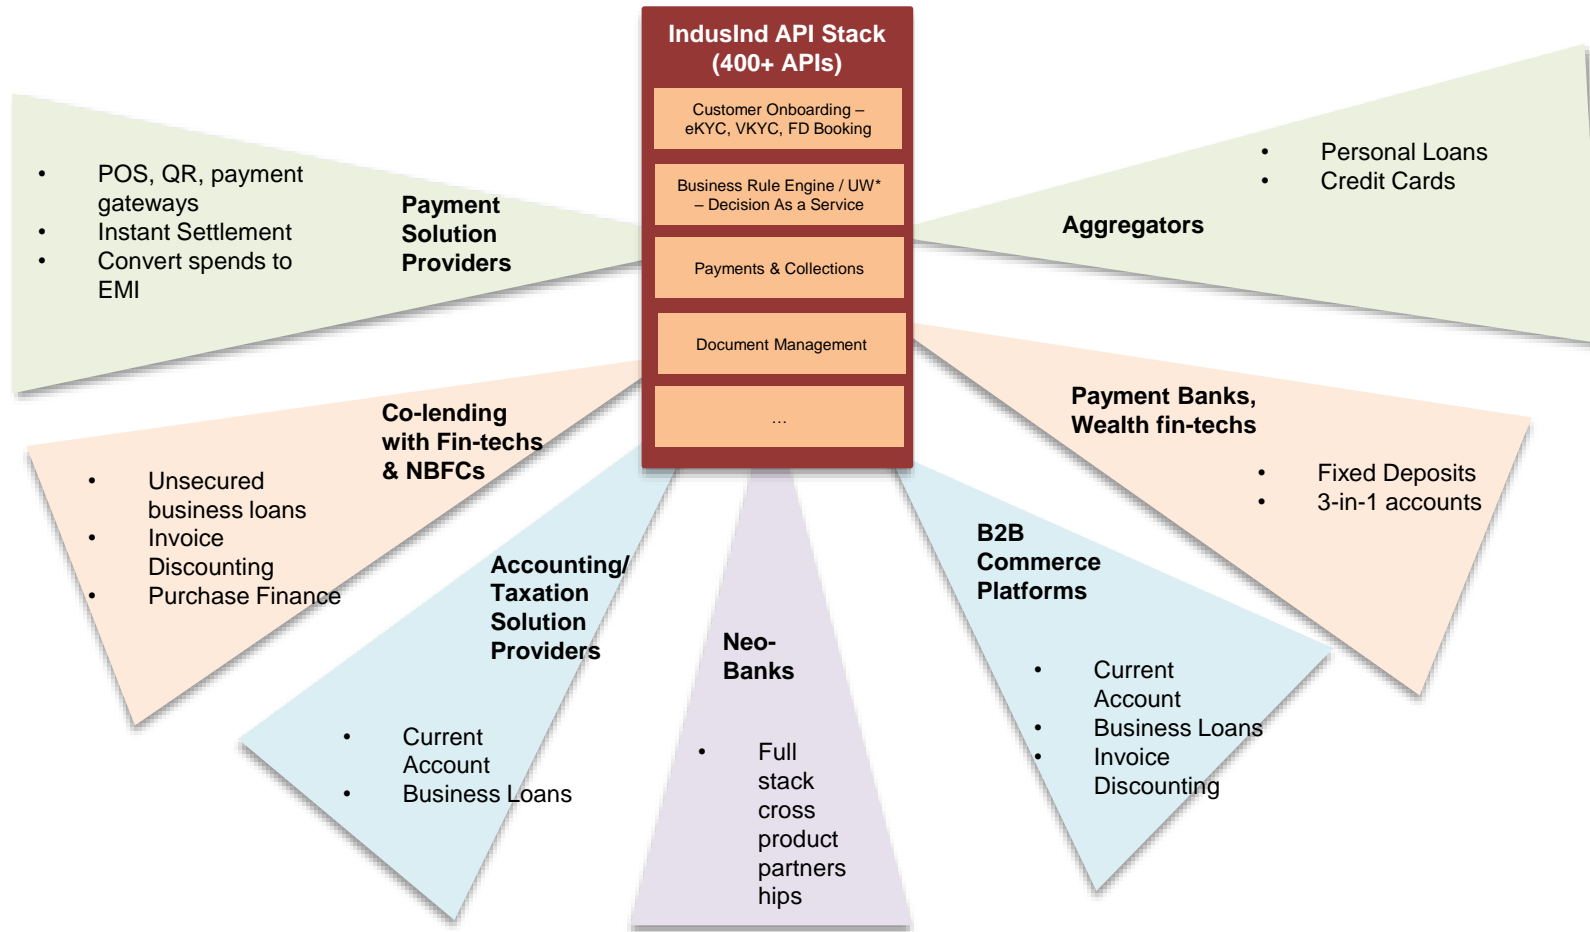 IndusInd API Stack
(400+ APIs)
Customer Onboarding –
eKYC, VKYC, FD Booking
Business Rule Engine / UW*
– Decision As a Service
Payments & Collections
Document Management
…
• POS, QR, payment
gateways
• Instant Settlement
• Convert spends to
EMI
Payment
Solution
Providers
Aggregators
• Personal Loans
• Credit Cards
Co-lending
with Fin-techs
& NBFCs
• Unsecured
business loans
• Invoice
Discounting
• Purchase Finance
Payment Banks,
Wealth fin-techs
• Fixed Deposits
• 3-in-1 accounts
Accounting/
Taxation
Solution
Providers
• Current
Account
• Business Loans
Neo-
Banks
• Full
stack
cross
product
partners
hips
B2B
Commerce
Platforms
• Current
Account
• Business Loans
• Invoice
Discounting